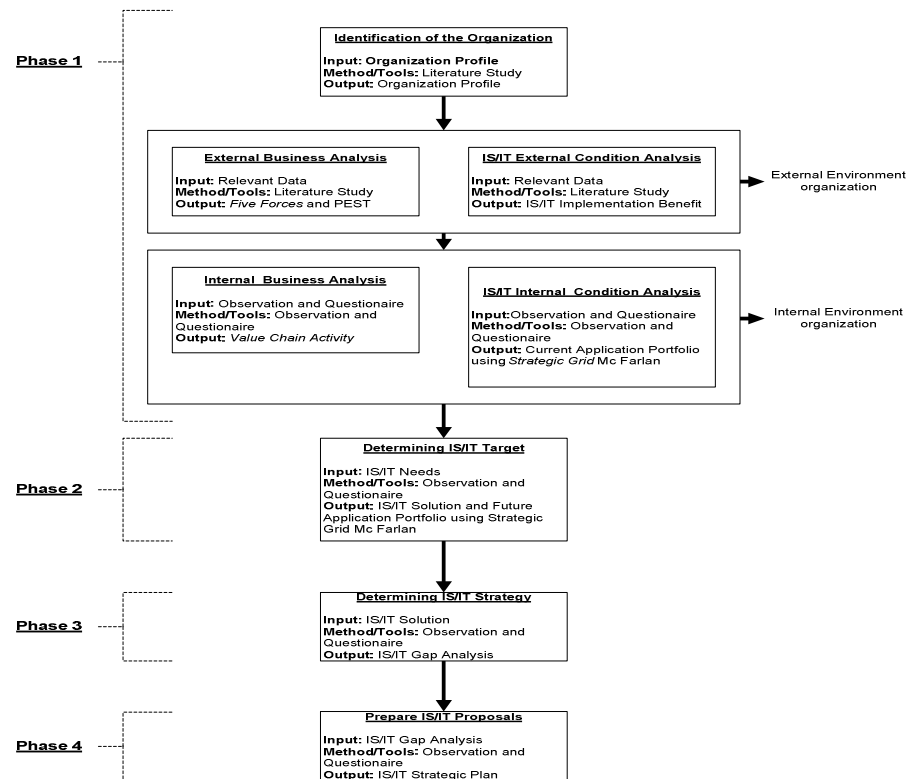 Phase 1
Identification of the Organization
Input: Organization Profile
Method/Tools: Literature Study
Output: Organization Profile
External Business Analysis
Input: Relevant Data
Method/Tools: Literature Study
Output: Five Forces and PEST
IS/IT External Condition Analysis
Input: Relevant Data
Method/Tools: Literature Study
Output: IS/IT Implementation Benefit
External Environment
organization
Internal Business Analysis
Input: Observation and Questionaire
Method/Tools: Observation and
Questionaire
Output: Value Chain Activity
IS/IT Internal Condition Analysis
Input:Observation and Questionaire
Method/Tools: Observation and
Questionaire
Output: Current Application Portfolio
using Strategic Grid Mc Farlan
Internal Environment
organization
Phase 2
Determining IS/IT Target
Input: IS/IT Needs
Method/Tools: Observation and
Questionaire
Output: IS/IT Solution and Future
Application Portfolio using Strategic
Grid Mc Farlan
Phase 3
Determining IS/IT Strategy
Input: IS/IT Solution
Method/Tools: Observation and
Questionaire
Output: IS/IT Gap Analysis
Phase 4
Prepare IS/IT Proposals
Input: IS/IT Gap Analysis
Method/Tools: Observation and
Questionaire
Output: IS/IT Strategic Plan